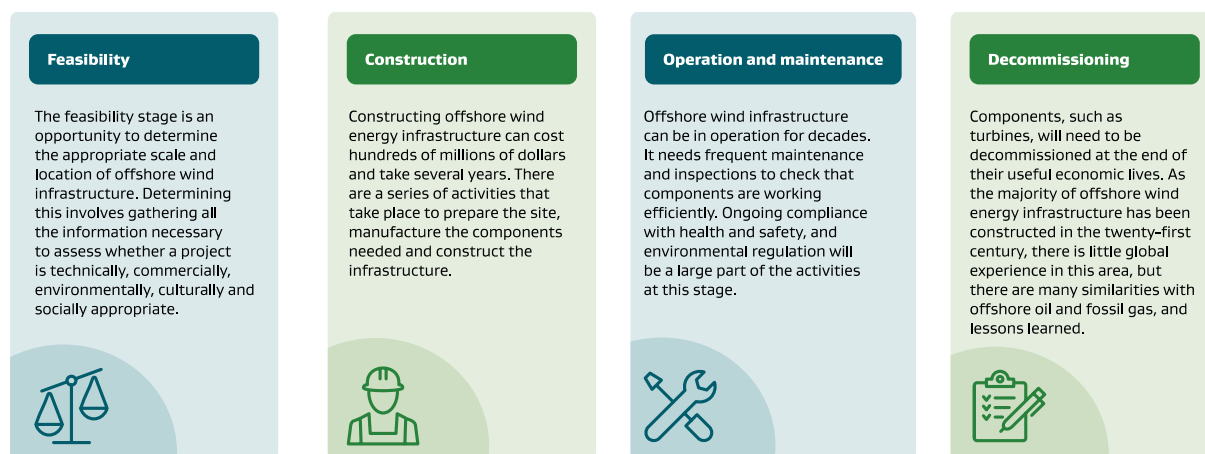 Feasibility
The feasibility stage is an
opportunity to determine
the appropriate scale and
location of offshore wind
infrastructure. Determining
this involves gathering all
the information necessary
to assess whether a project
is technically, commercially,
environmentally, culturally and
socially appropriate.
Construction
Constructing offshore wind
energy infrastructure can cost
hundreds of millions of dollars
and take several years. There
are a series of activities that
take place to prepare the site,
manufacture the components
needed and construct the
infrastructure.
Operation and maintenance
Offshore wind infrastructure
can be in operation for decades.
It needs frequent maintenance
and inspections to check that
components are working
efficiently. Ongoing compliance
with health and safety, and
environmental regulation will
be a large part of the activities
at this stage.
Decommissioning
Components, such as
turbines, will need to be
decommissioned at the end of
their useful economic lives. As
the majority of offshore wind
energy infrastructure has been
constructed in the twenty-first
century, there is little global
experience in this area, but
there are many similarities with
offshore oil and fossil gas, and
lessons learned.